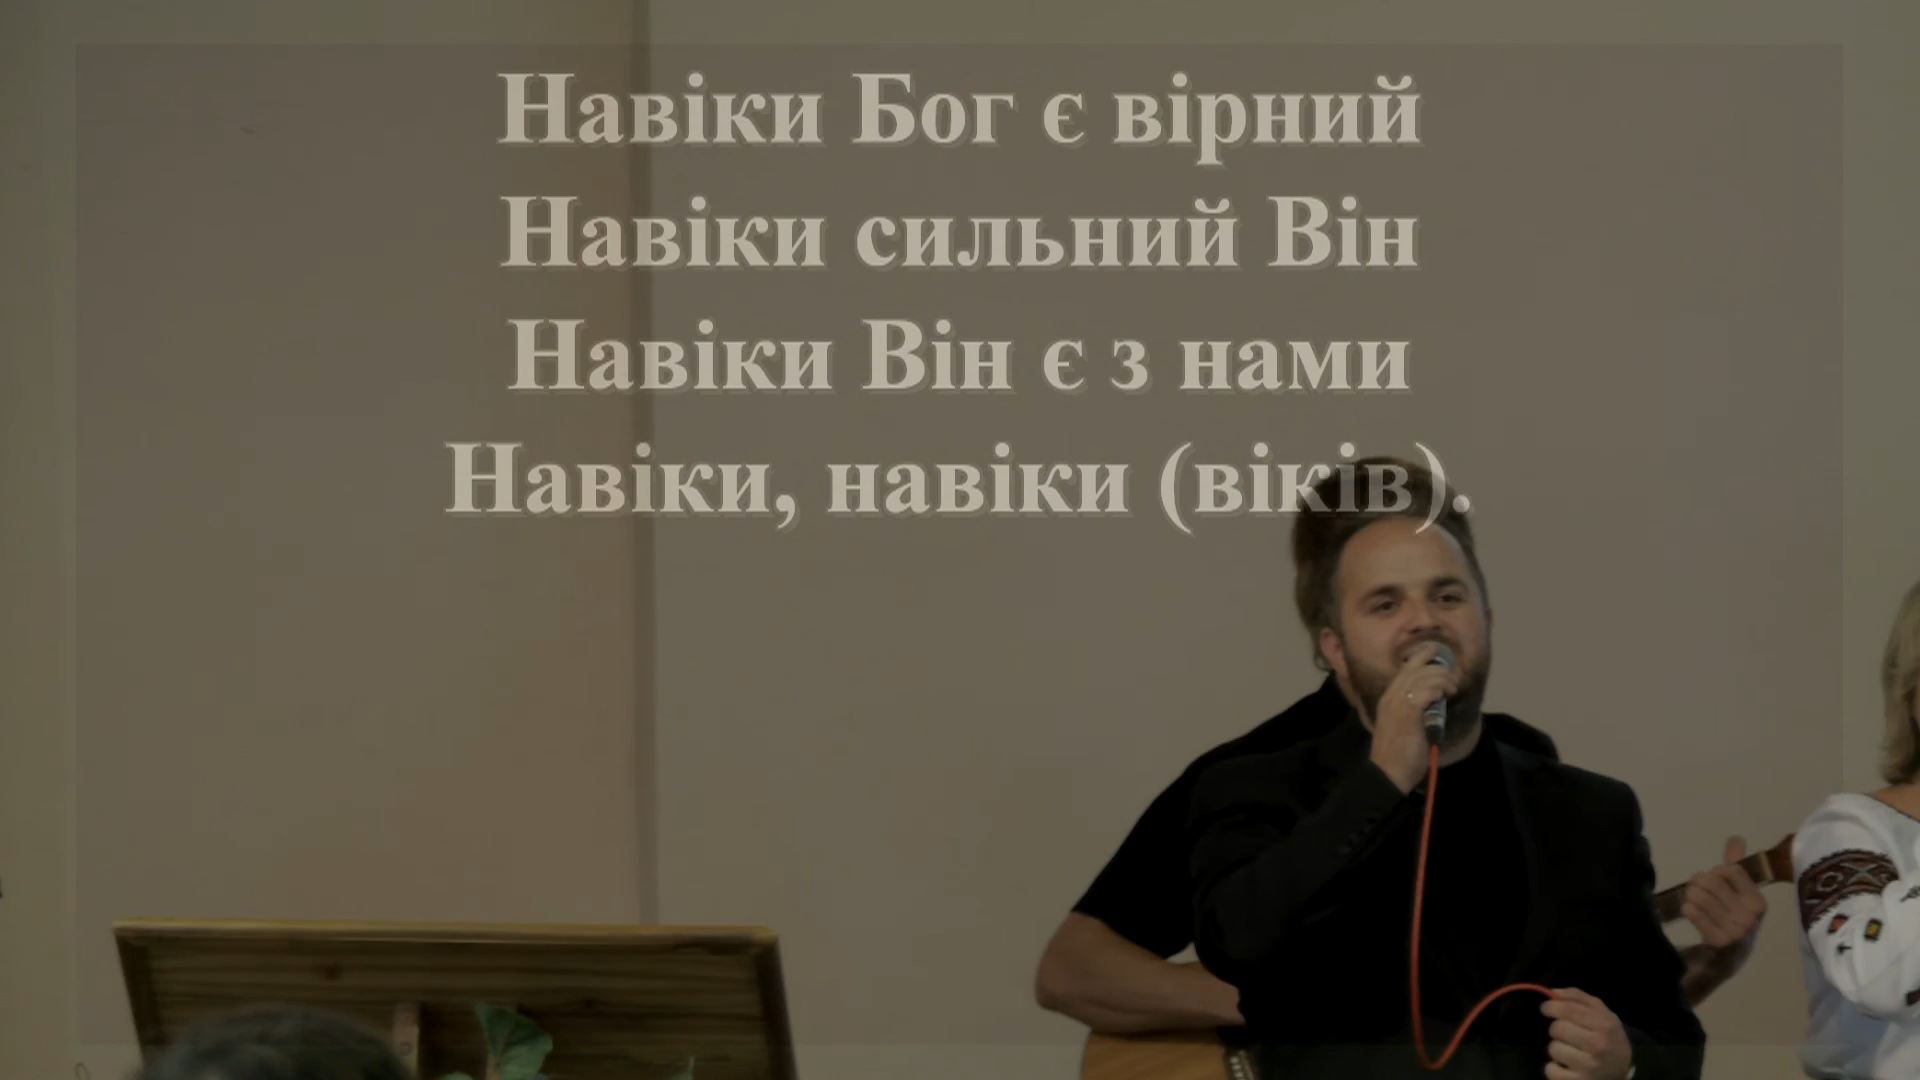 Навіки Бог є вірний
Навіки сильний Він
Навіки Він є з нами
Навіки, навіки (віків).